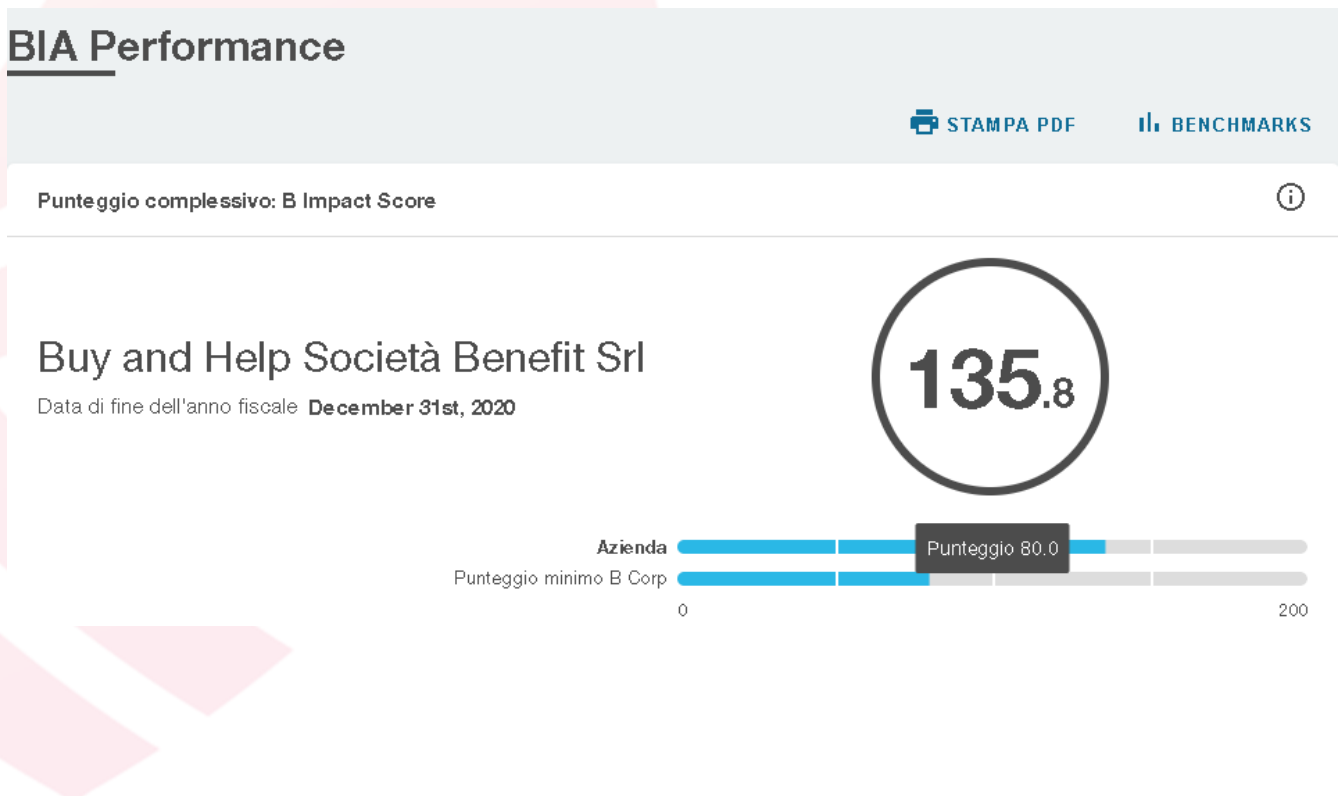 BIA Performance
STAMPA PDF BENCHMARKS
Punteggio complessivo: B Impact Score
Buy and Help Società Benefit Srl
Data di fine dell'anno fiscale December 31st, 2020
135.8
Azienda
Punteggio 80.0
Punteggio minimo B Corp
0 200